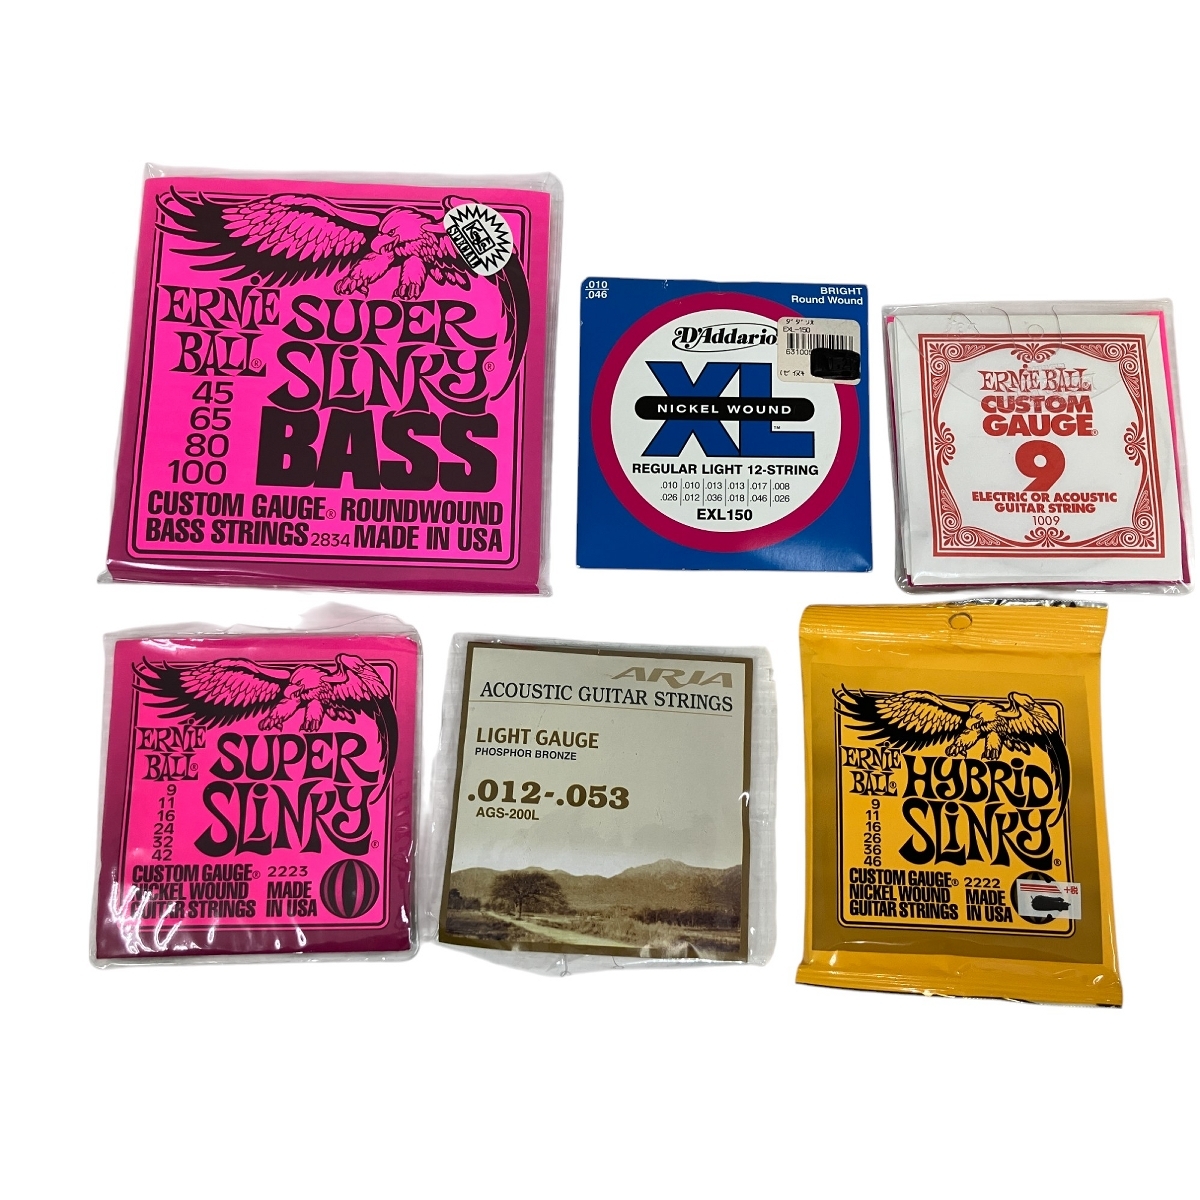 ERNIE BALL®
SUPER SLINKY®
BASS
45
65
80
100
CUSTOM GAUGE® ROUNDWOUND
BASS STRINGS 2834 MADE IN USA
SPECIAL
.010
.046
BRIGHT
Round Wound
D'Addario
EXL-150
XL
NICKEL WOUND
™
REGULAR LIGHT 12-STRING
.010 .010 .013 .013 .017 .008
.026 .012 .036 .018 .046 .026
EXL150
ERNIE BALL
CUSTOM
GAUGE®
9
ELECTRIC OR ACOUSTIC
GUITAR STRING
1009
ERNIE BALL®
SUPER
SLINKY®
9
11
16
24
32
42
CUSTOM GAUGE® 2223
NICKEL WOUND MADE
GUITAR STRINGS IN USA
ARIA
ACOUSTIC GUITAR STRINGS
LIGHT GAUGE
PHOSPHOR BRONZE
.012-.053
AGS-200L
ERNIE BALL®
HYBRID
SLINKY®
9
11
16
26
36
46
CUSTOM GAUGE® 2222
NICKEL WOUND MADE
GUITAR STRINGS IN USA
+税